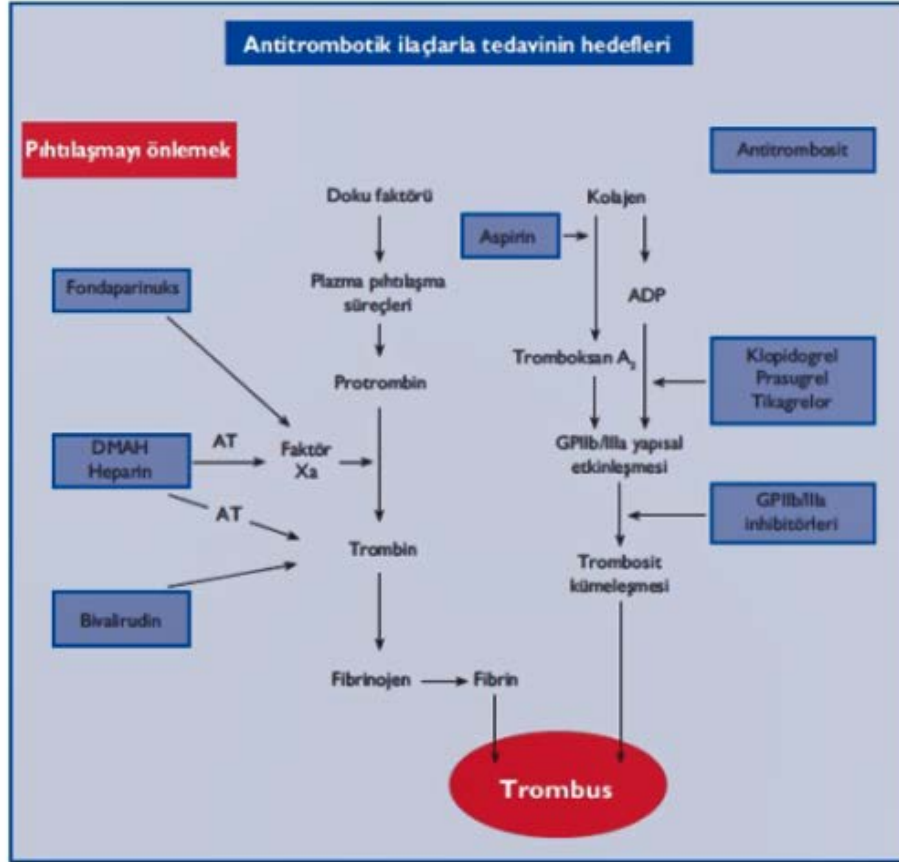 Antitrombotik ilaçlarla tedavinin hedefleri
Pıhtılaşmayı önlemek
Antitrombosit
Doku faktörü
Kolajen
Aspirin
Fondaparinuks
Plazma pıhtılaşma
süreçleri
ADP
Tromboksan A₂
Klopidogrel
Prasugrel
Tikagrelor
Protrombin
DMAH
Heparin
AT
Faktör
Xa
GPIIb/IIIa yapısal
etkinleşmesi
AT
GPIIb/IIIa
inhibitörleri
Trombin
Trombosit
kümeleşmesi
Bivalirudin
Fibrinojen
Fibrin
Trombus